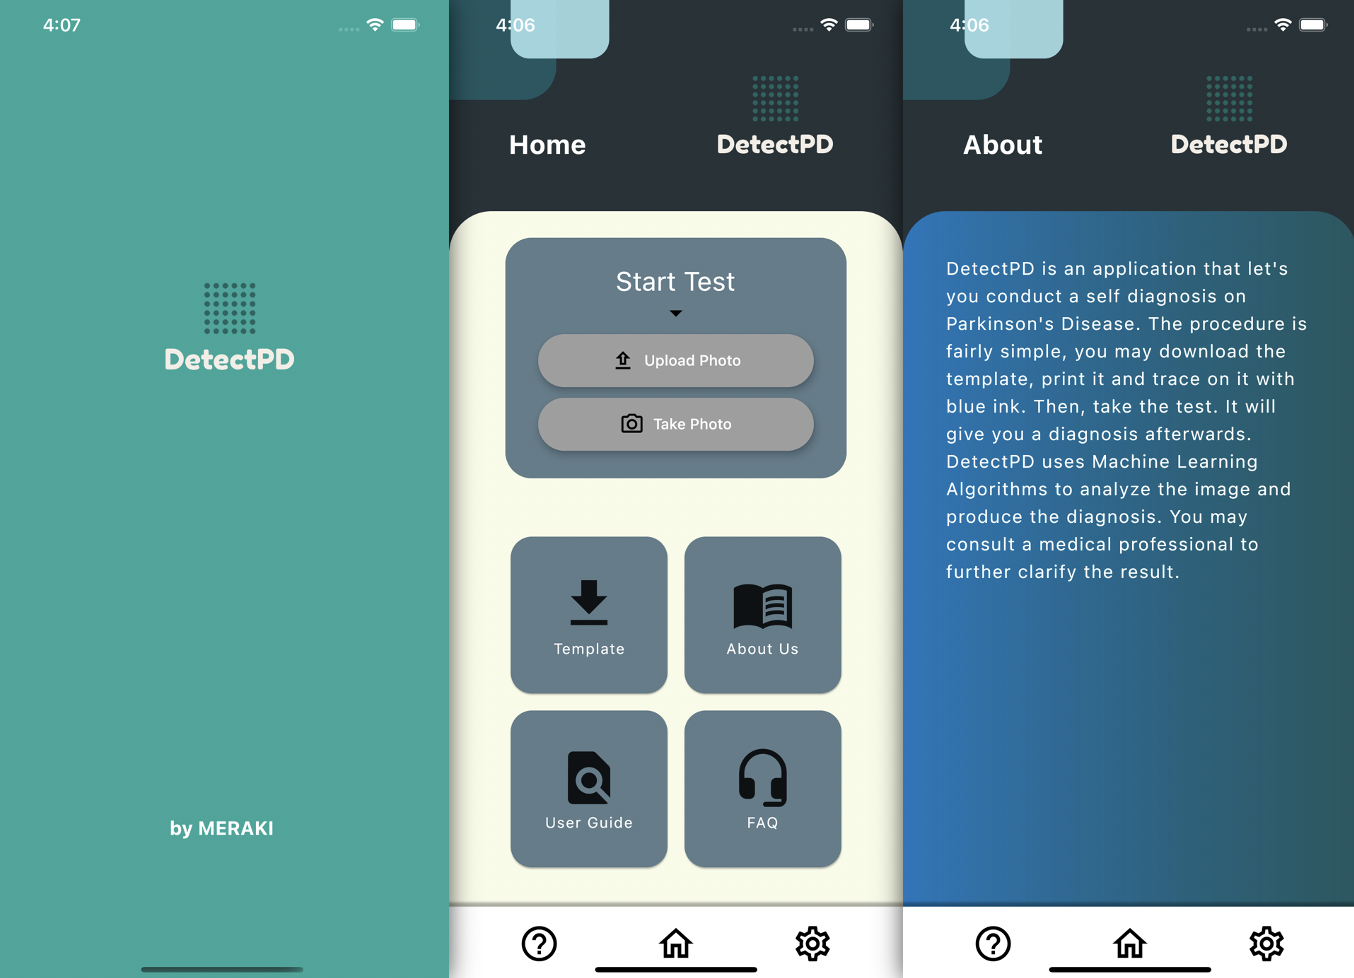 4:07
DetectPD
by MERAKI
4:06
Home
DetectPD
Start Test
Upload Photo
Take Photo
Template
About Us
User Guide
FAQ
4:06
About
DetectPD
DetectPD is an application that let's
you conduct a self diagnosis on
Parkinson's Disease. The procedure is
fairly simple, you may download the
template, print it and trace on it with
blue ink. Then, take the test. It will
give you a diagnosis afterwards.
DetectPD uses Machine Learning
Algorithms to analyze the image and
produce the diagnosis. You may
consult a medical professional to
further clarify the result.